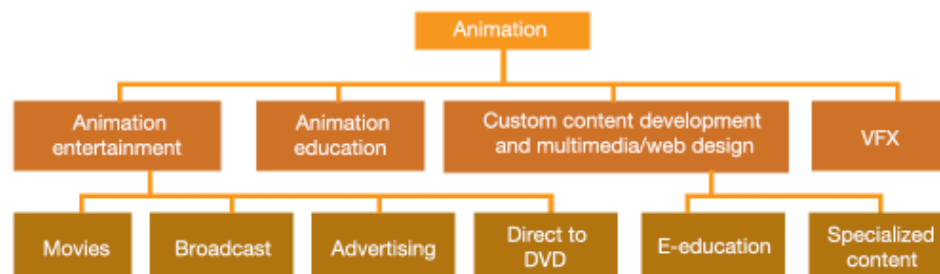 Animation
Animation
entertainment
Animation
education
Custom content development
and multimedia/web design
VFX
Movies
Broadcast
Advertising
Direct to
DVD
E-education
Specialized
content